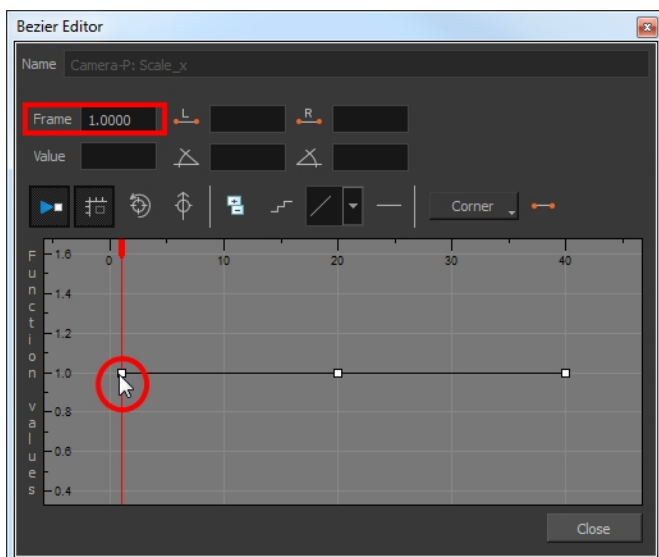 Bezier Editor
Name Camera-P: Scale_x
Frame 1.0000 L R
Value
Corner
Function values
0 10 20 30 40
1.6
1.4
1.2
1.0
0.8
0.6
0.4
Close